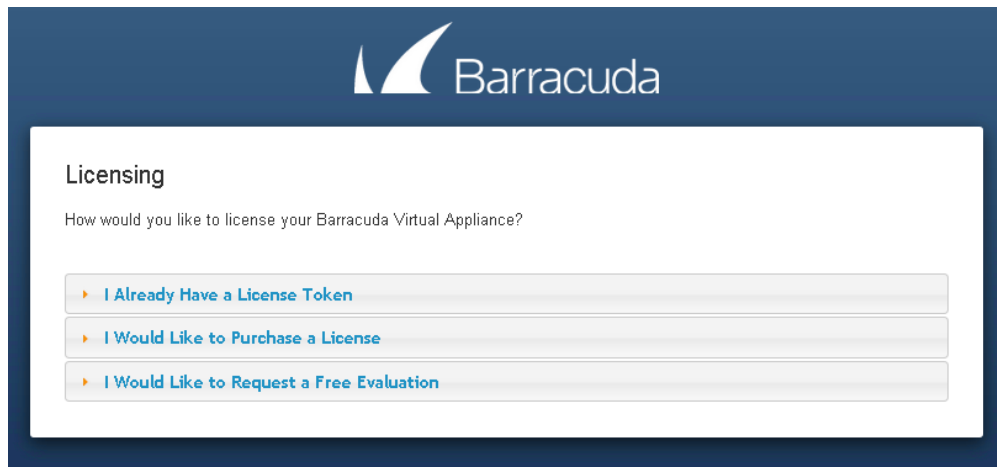 Barracuda
Licensing
How would you like to license your Barracuda Virtual Appliance?
I Already Have a License Token
I Would Like to Purchase a License
I Would Like to Request a Free Evaluation